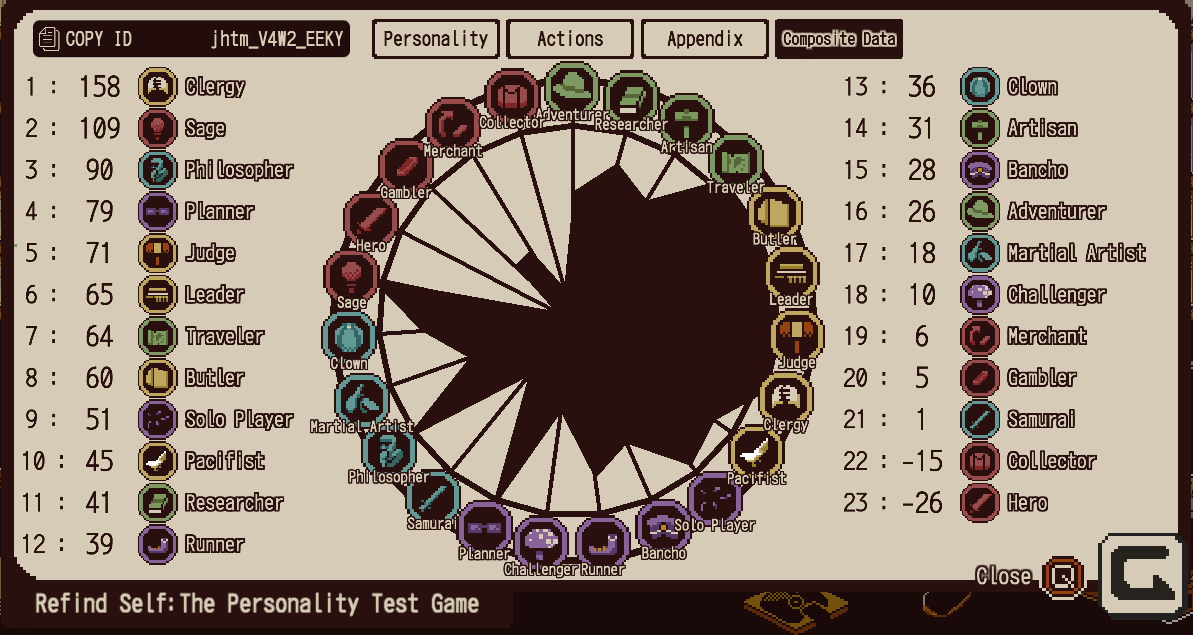 COPY ID jhtm_V4W2_EEKY
Personality
Actions
Appendix
Composite Data
1 : 158 Clergy
2 : 109 Sage
3 : 90 Philosopher
4 : 79 Planner
5 : 71 Judge
6 : 65 Leader
7 : 64 Traveler
8 : 60 Butler
9 : 51 Solo Player
10 : 45 Pacifist
11 : 41 Researcher
12 : 39 Runner
Adventurer
Researcher
Artisan
Traveler
Butler
Leader
Judge
Clergy
Pacifist
Solo Player
Bancho
Runner
Challenger
Planner
Samurai
Philosopher
Martial Artist
Clown
Sage
Hero
Gambler
Merchant
Collector
13 : 36 Clown
14 : 31 Artisan
15 : 28 Bancho
16 : 26 Adventurer
17 : 18 Martial Artist
18 : 10 Challenger
19 : 6 Merchant
20 : 5 Gambler
21 : 1 Samurai
22 : -15 Collector
23 : -26 Hero
Close Q
Refind Self:The Personality Test Game